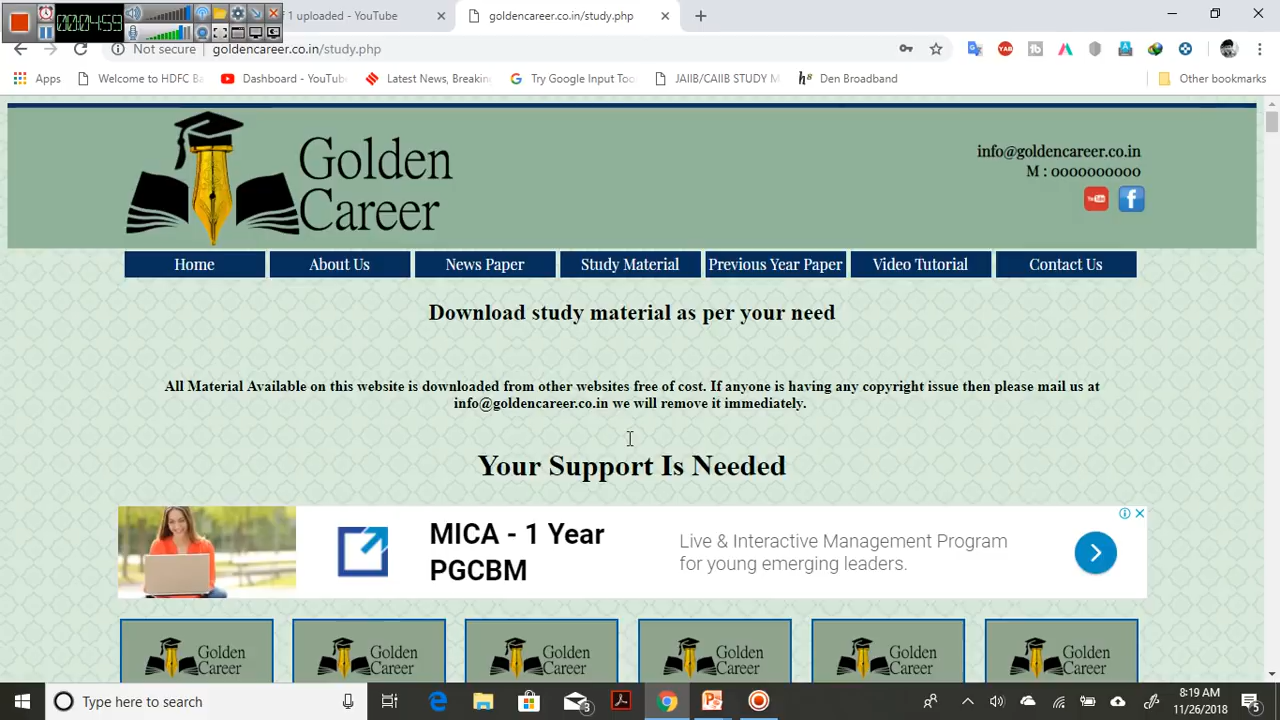 00:04:59
1 uploaded - YouTube
goldencareer.co.in/study.php
Not secure
goldencareer.co.in/study.php
Apps
Welcome to HDFC Ba
Dashboard - YouTub
Latest News, Breakin
Try Google Input Too
JAIIB/CAIIB STUDY M
Den Broadband
Other bookmarks
Golden
Career
info@goldencareer.co.in
M : 0000000000
Home
About Us
News Paper
Study Material
Previous Year Paper
Video Tutorial
Contact Us
Download study material as per your need
All Material Available on this website is downloaded from other websites free of cost. If anyone is having any copyright issue then please mail us at
info@goldencareer.co.in we will remove it immediately.
Your Support Is Needed
MICA - 1 Year
PGCBM
Live & Interactive Management Program
for young emerging leaders.
Golden
Career
Golden
Career
Golden
Career
Golden
Career
Golden
Career
Golden
Career
Type here to search
3
8:19 AM
11/26/2018
5